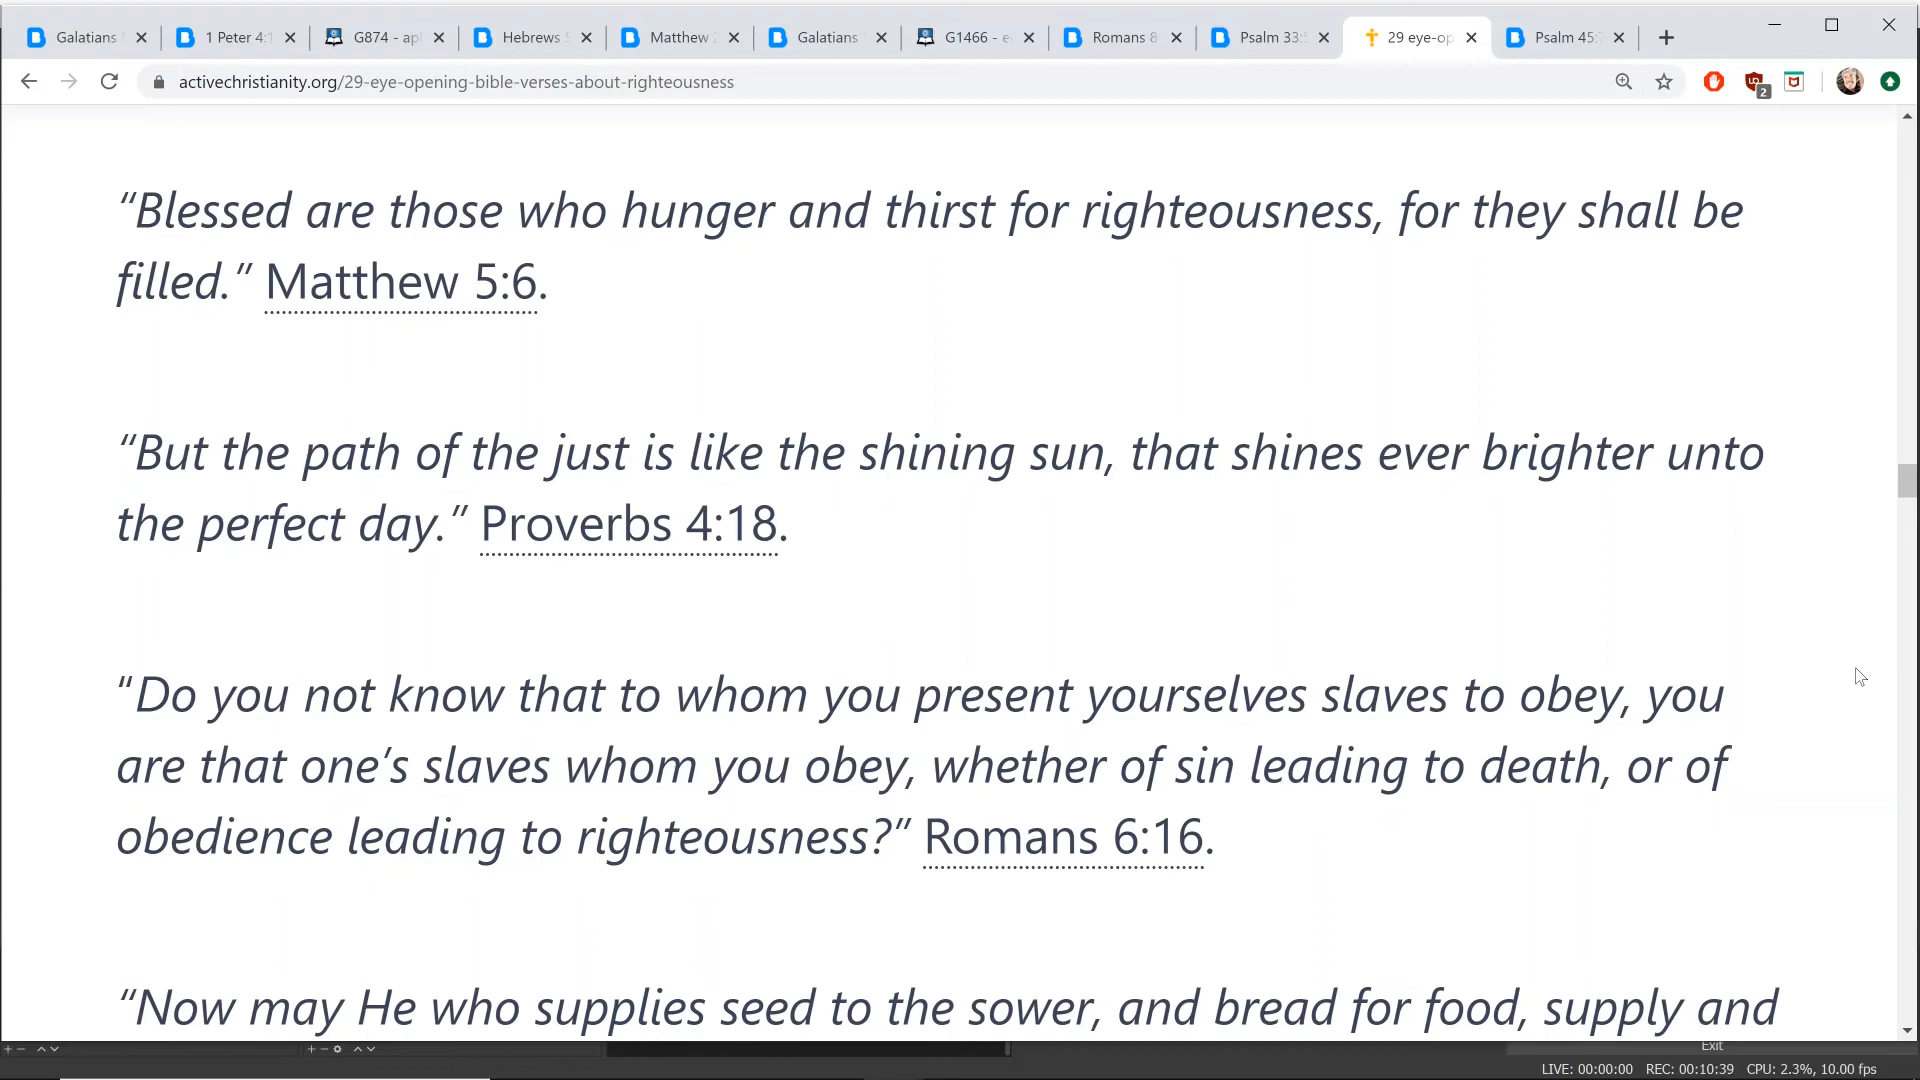 Galatians
1 Peter 4:1
G874 - ap
Hebrews 5
Matthew 2
Galatians
G1466 - e
Romans 8
Psalm 33:5
29 eye-op
Psalm 45:7
activechristianity.org/29-eye-opening-bible-verses-about-righteousness
2
“Blessed are those who hunger and thirst for righteousness, for they shall be
filled.” Matthew 5:6.
“But the path of the just is like the shining sun, that shines ever brighter unto
the perfect day.” Proverbs 4:18.
“Do you not know that to whom you present yourselves slaves to obey, you
are that one’s slaves whom you obey, whether of sin leading to death, or of
obedience leading to righteousness?” Romans 6:16.
“Now may He who supplies seed to the sower, and bread for food, supply and
Exit
LIVE: 00:00:00 REC: 00:10:39 CPU: 2.3%, 10.00 fps